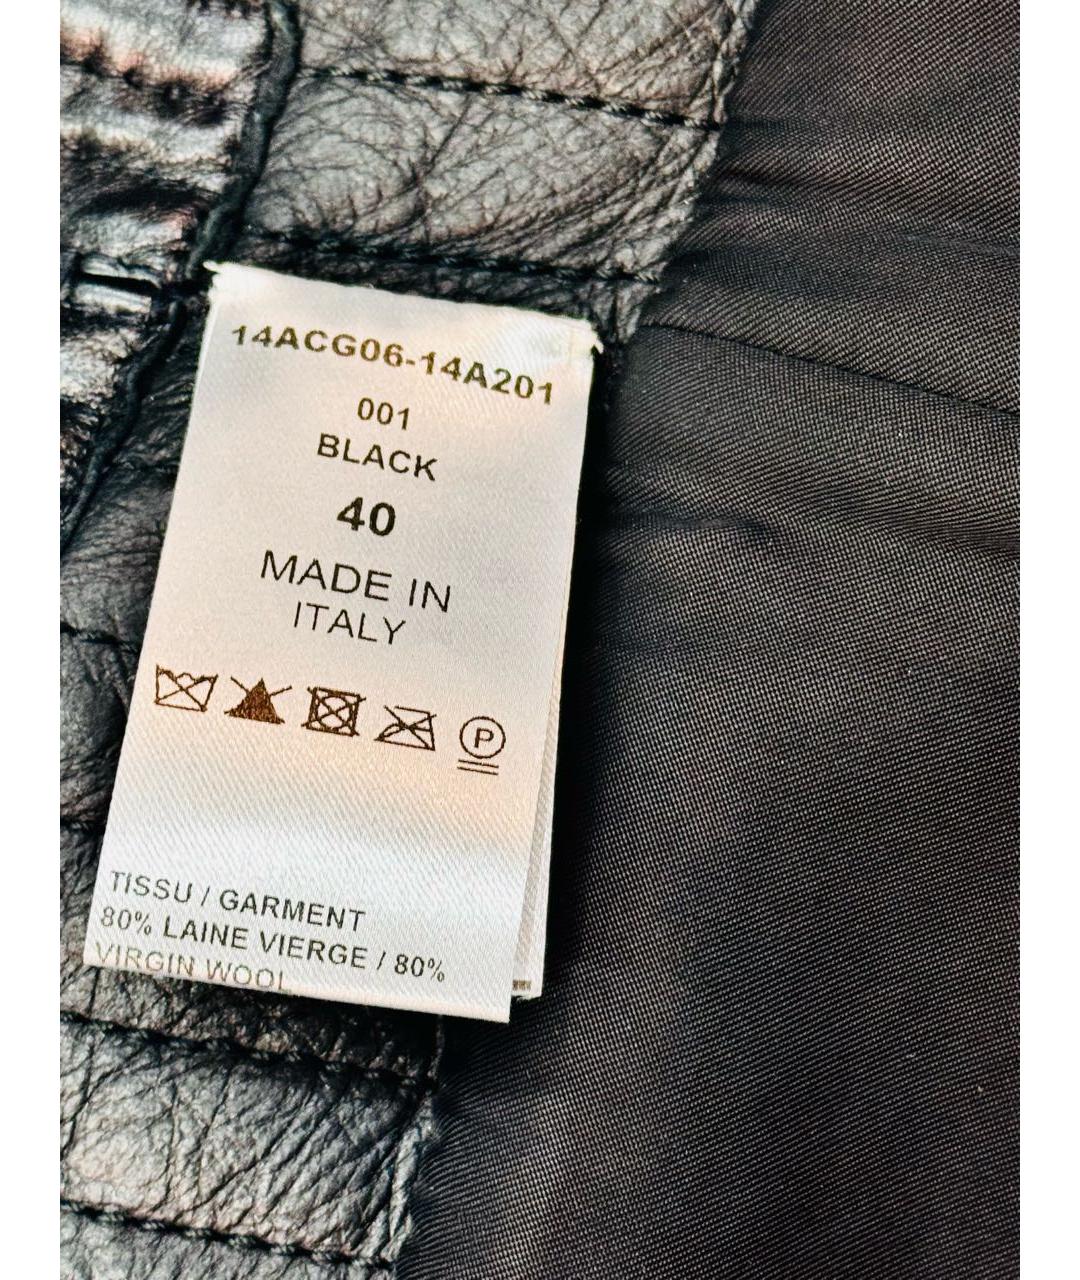 14ACG06-14A201
001
BLACK
40
MADE IN
ITALY
P
TISSU / GARMENT
80% LAINE VIERGE / 80%
VIRGIN WOOL